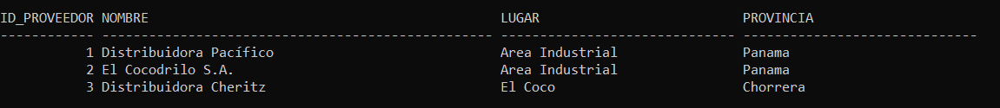 ID_PROVEEDOR NOMBRE                                             LUGAR                          PROVINCIA
------------ -------------------------------------------------- ------------------------------ ------------------------------
           1 Distribuidora Pacífico                             Area Industrial                Panama
           2 El Cocodrilo S.A.                                  Area Industrial                Panama
           3 Distribuidora Cheritz                              El Coco                        Chorrera